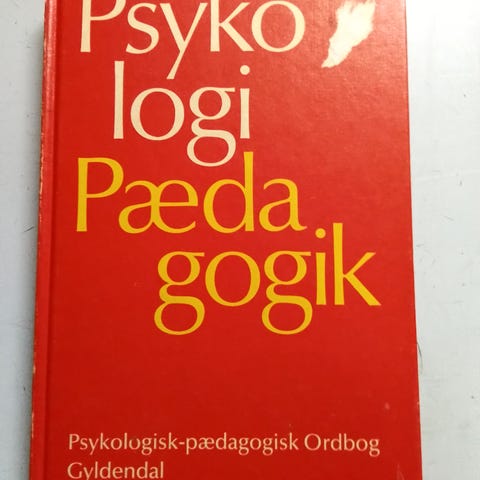 Psyko
logi
Pæda
gogik
Psykologisk-pædagogisk Ordbog
Gyldendal